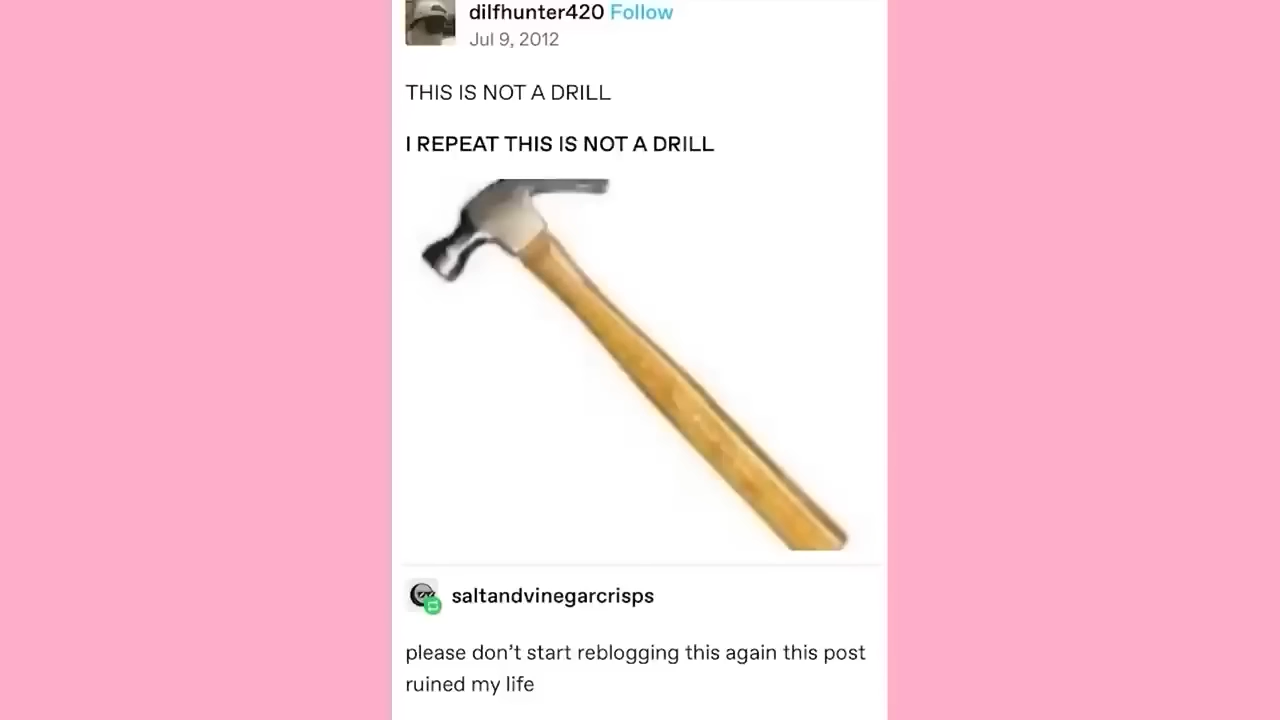 dilfhunter420 Follow
Jul 9, 2012
THIS IS NOT A DRILL
I REPEAT THIS IS NOT A DRILL
saltandvinegarcrisps
please don’t start reblogging this again this post
ruined my life